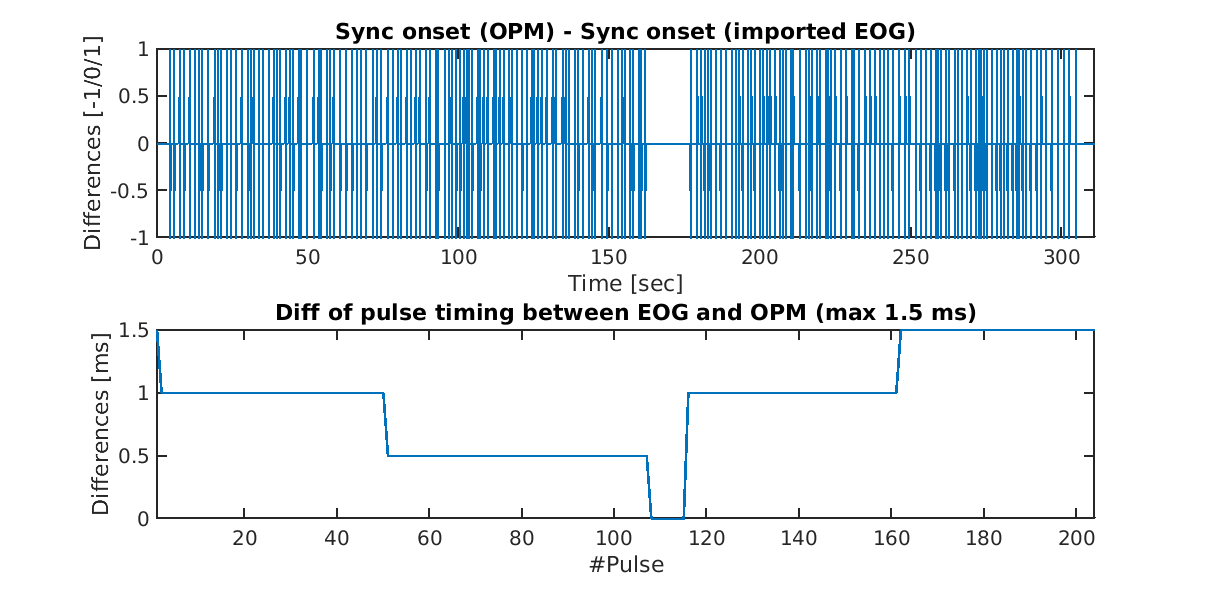 Sync onset (OPM) - Sync onset (imported EOG)
Differences [-1/0/1]
1
0.5
0
-0.5
-1
0 50 100 150 200 250 300
Time [sec]
Diff of pulse timing between EOG and OPM (max 1.5 ms)
Differences [ms]
1.5
1
0.5
0
20 40 60 80 100 120 140 160 180 200
#Pulse